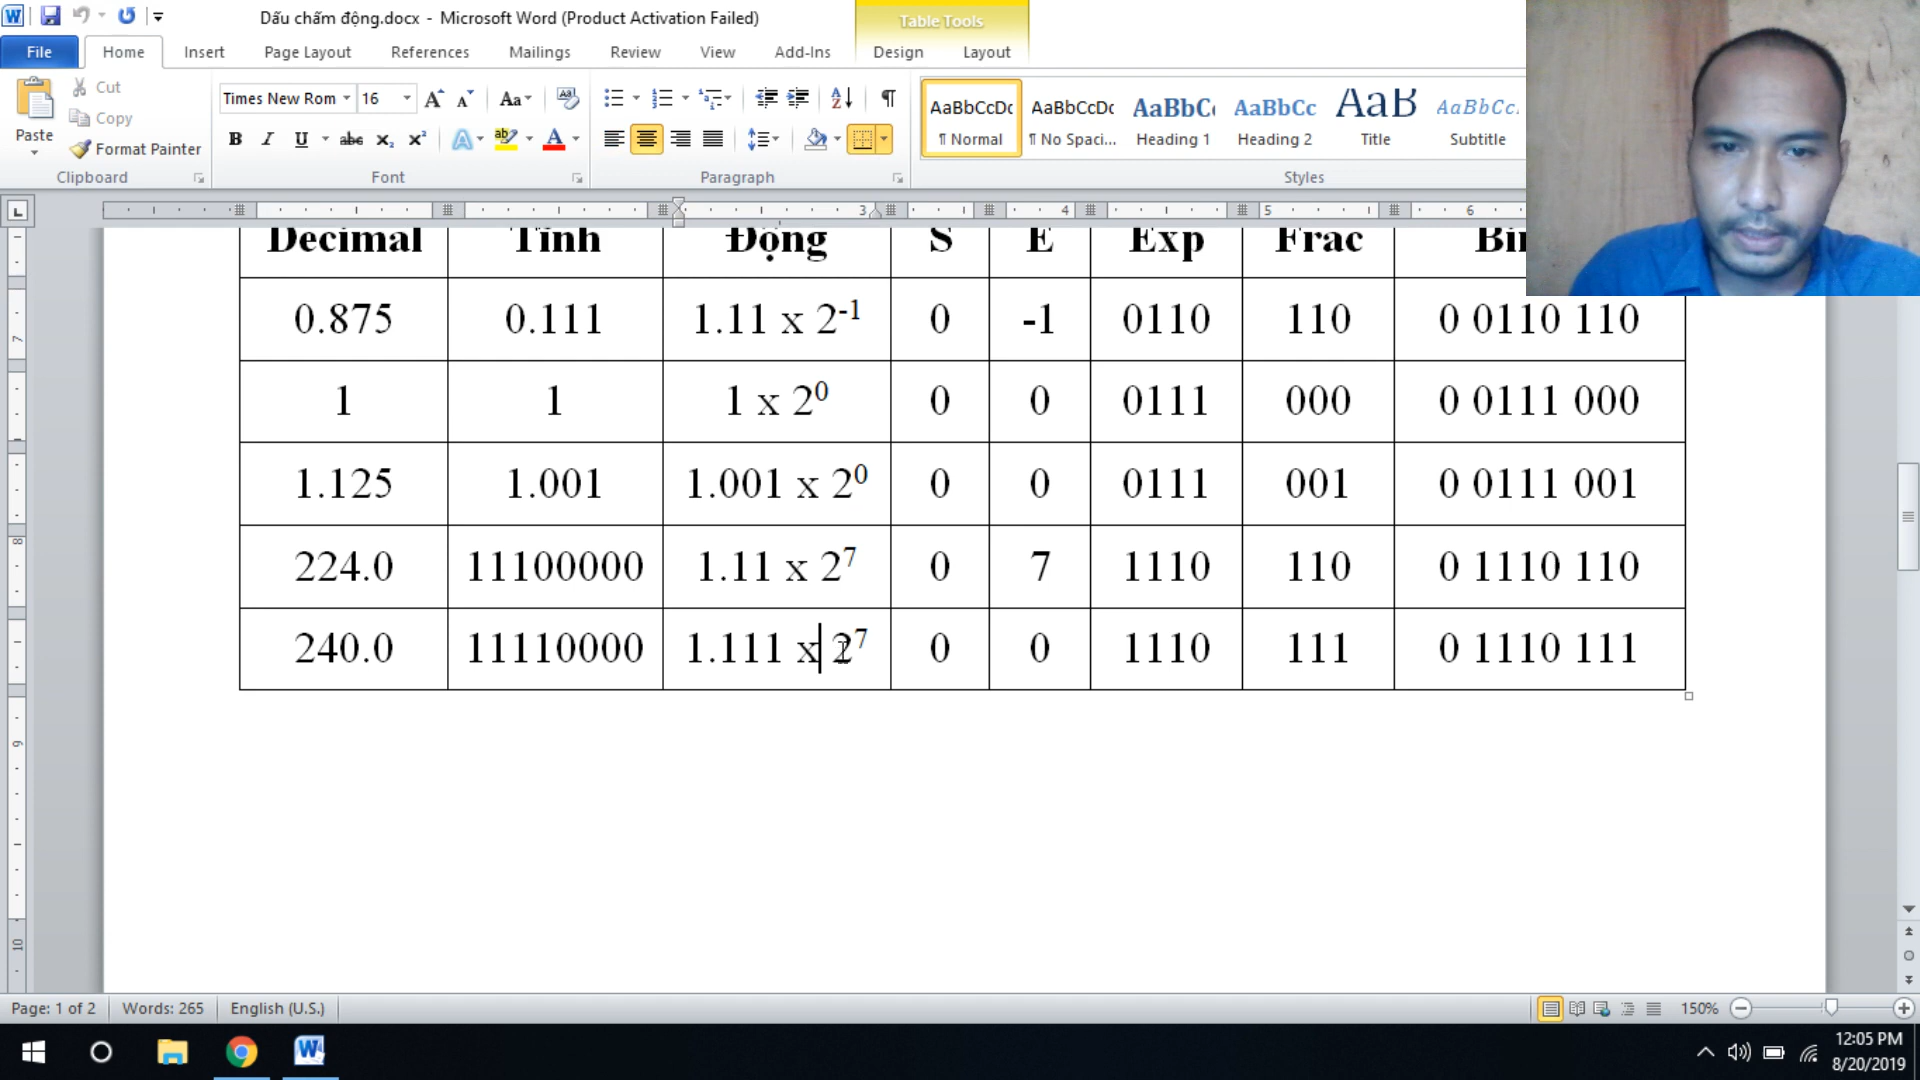 Dấu chấm động.docx - Microsoft Word (Product Activation Failed)
Table Tools
File Home Insert Page Layout References Mailings Review View Add-Ins Design Layout
Paste
Cut
Copy
Format Painter
Clipboard
Times New Rom 16
Font
Paragraph
AaBbCcDc AaBbCcDc AaBbC AaBbCc AaB AaBbCc.
¶ Normal ¶ No Spaci... Heading 1 Heading 2 Title Subtitle
Styles
3 4 5 6
Decimal Tĩnh Động S E Exp Frac
0.875 0.111 1.11 x 2⁻¹ 0 -1 0110 110 0 0110 110
1 1 1 x 2⁰ 0 0 0111 000 0 0111 000
1.125 1.001 1.001 x 2⁰ 0 0 0111 001 0 0111 001
224.0 11100000 1.11 x 2⁷ 0 7 1110 110 0 1110 110
240.0 11110000 1.111 x 2⁷ 0 0 1110 111 0 1110 111
Page: 1 of 2 Words: 265 English (U.S.) 150%
12:05 PM
8/20/2019